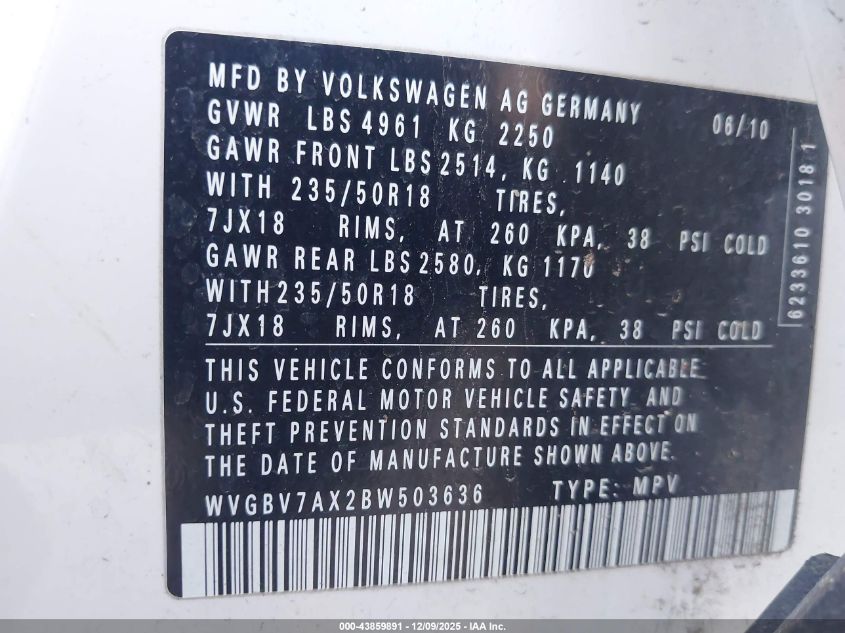 MFD BY VOLKSWAGEN AG GERMANY 06/10
GVWR LBS 4961 KG 2250
GAWR FRONT LBS 2514, KG 1140
WITH 235/50R18 TIRES,
7JX18 RIMS, AT 260 KPA, 38 PSI COLD
GAWR REAR LBS 2580, KG 1170
WITH 235/50R18 TIRES,
7JX18 RIMS, AT 260 KPA, 38 PSI COLD
THIS VEHICLE CONFORMS TO ALL APPLICABLE
U.S. FEDERAL MOTOR VEHICLE SAFETY AND
THEFT PREVENTION STANDARDS IN EFFECT ON
THE DATE OF MANUFACTURE SHOWN ABOVE.
WVGBV7AX2BW503636 TYPE: MPV
6233610 3018 1
000-43859891 - 12/09/2025 - IAA Inc.